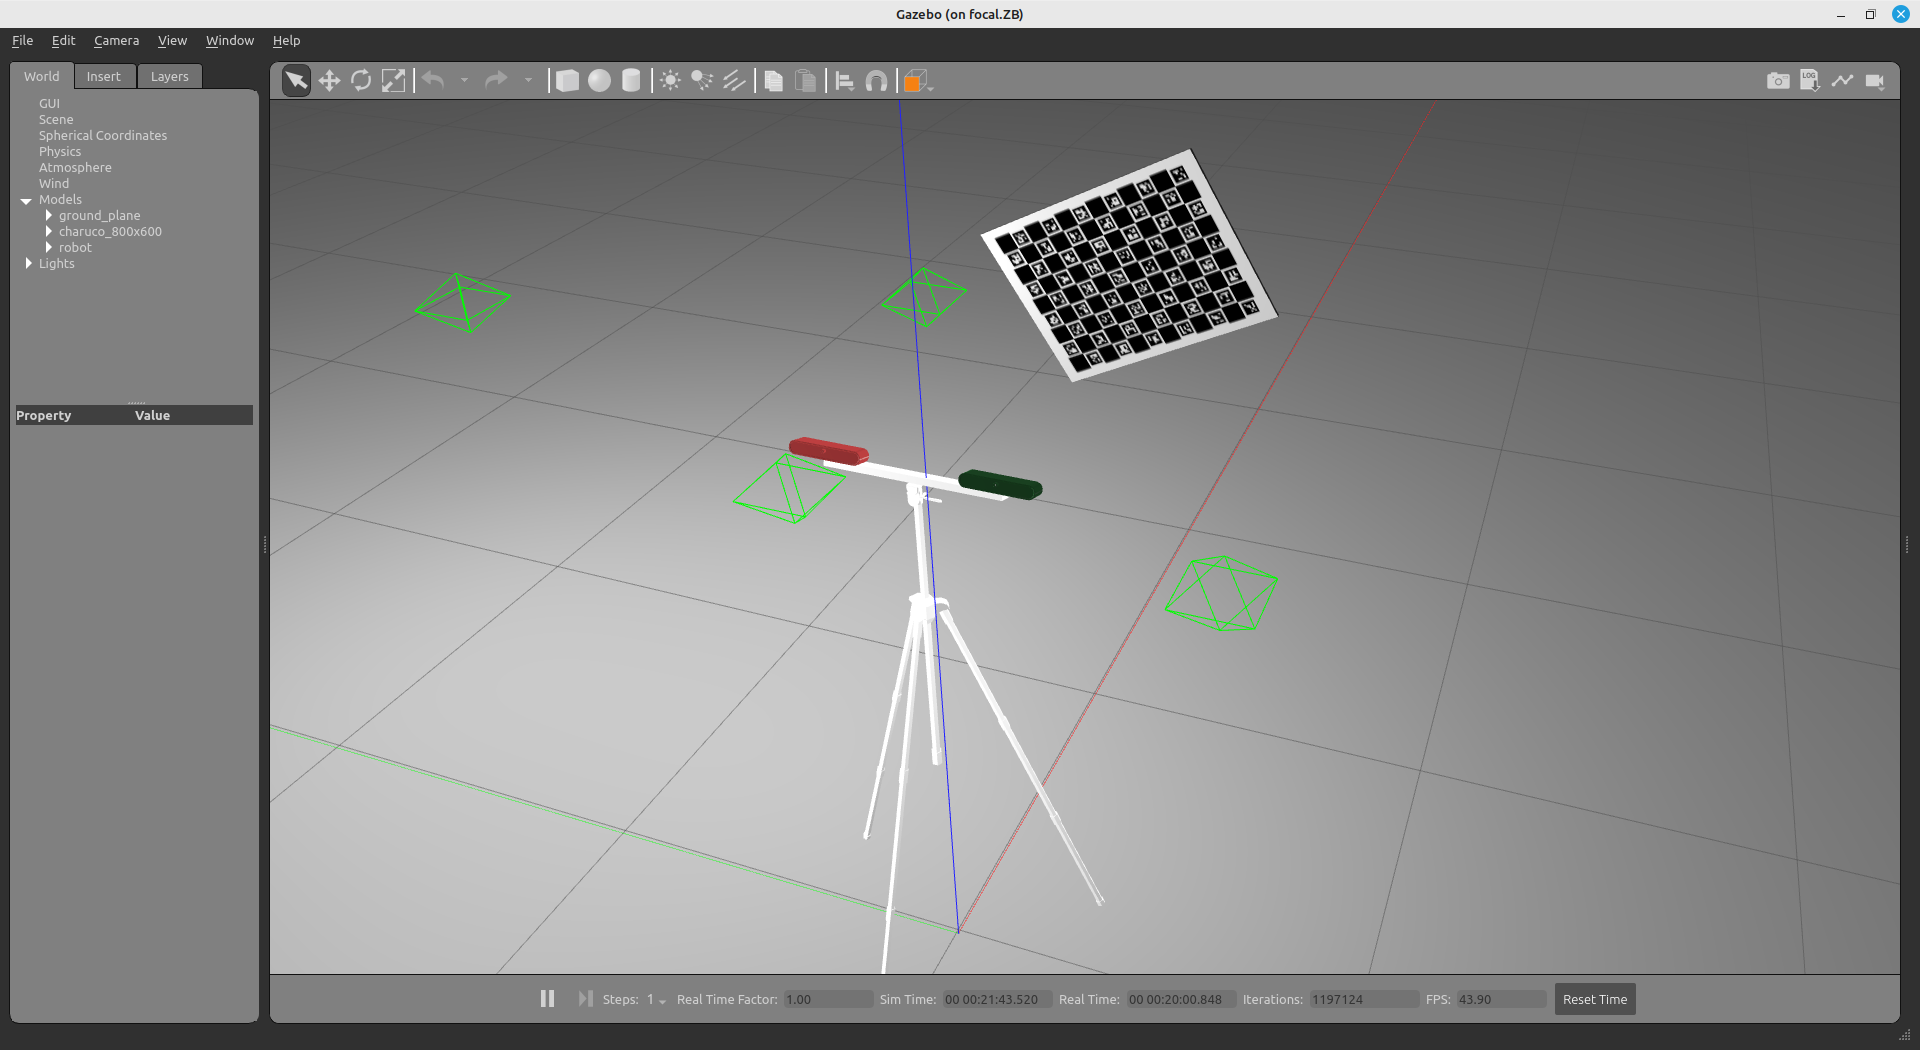 Gazebo (on focal.ZB)
File Edit Camera View Window Help
World Insert Layers
LOG
GUI
Scene
Spherical Coordinates
Physics
Atmosphere
Wind
Models
ground_plane
charuco_800x600
robot
Lights
Property Value
Steps: 1 Real Time Factor: 1.00 Sim Time: 00 00:21:43.520 Real Time: 00 00:20:00.848 Iterations: 1197124 FPS: 43.90 Reset Time